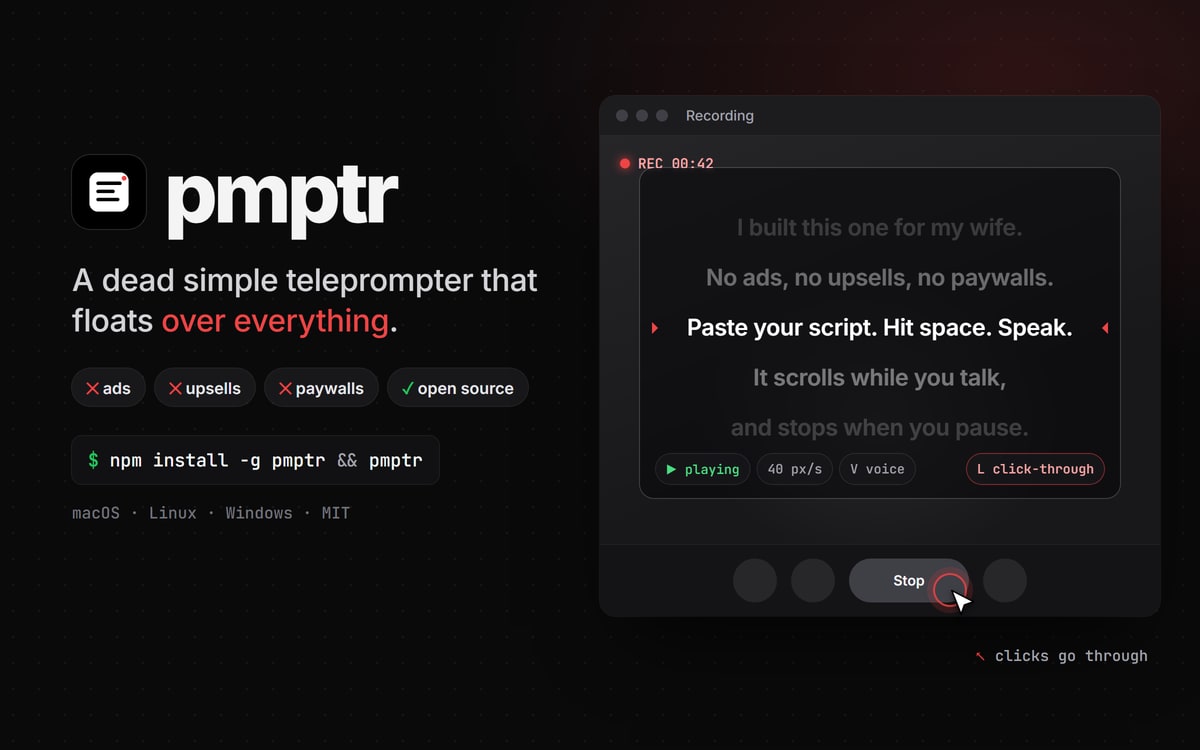 pmptr
A dead simple teleprompter that
floats over everything.
✕ ads ✕ upsells ✕ paywalls ✓ open source
$ npm install -g pmptr && pmptr
macOS · Linux · Windows · MIT
Recording
REC 00:42
I built this one for my wife.
No ads, no upsells, no paywalls.
Paste your script. Hit space. Speak.
It scrolls while you talk,
and stops when you pause.
▶ playing 40 px/s V voice L click-through
Stop
↖ clicks go through